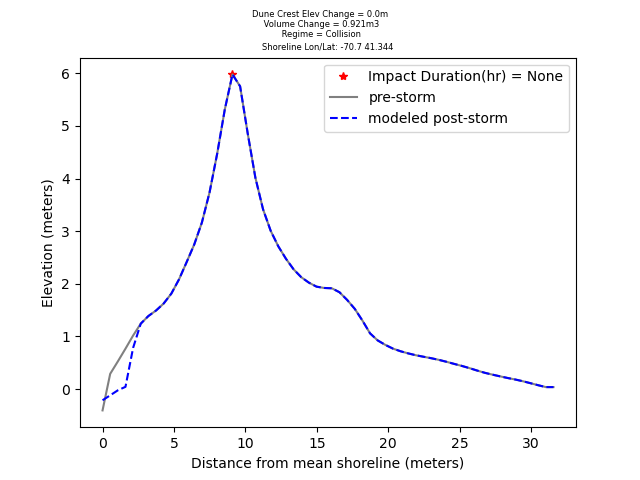 Dune Crest Elev Change = 0.0m
Volume Change = 0.921m3
Regime = Collision
Shoreline Lon/Lat: -70.7 41.344
Impact Duration(hr) = None
pre-storm
modeled post-storm
Elevation (meters)
6
5
4
3
2
1
0
0 5 10 15 20 25 30
Distance from mean shoreline (meters)